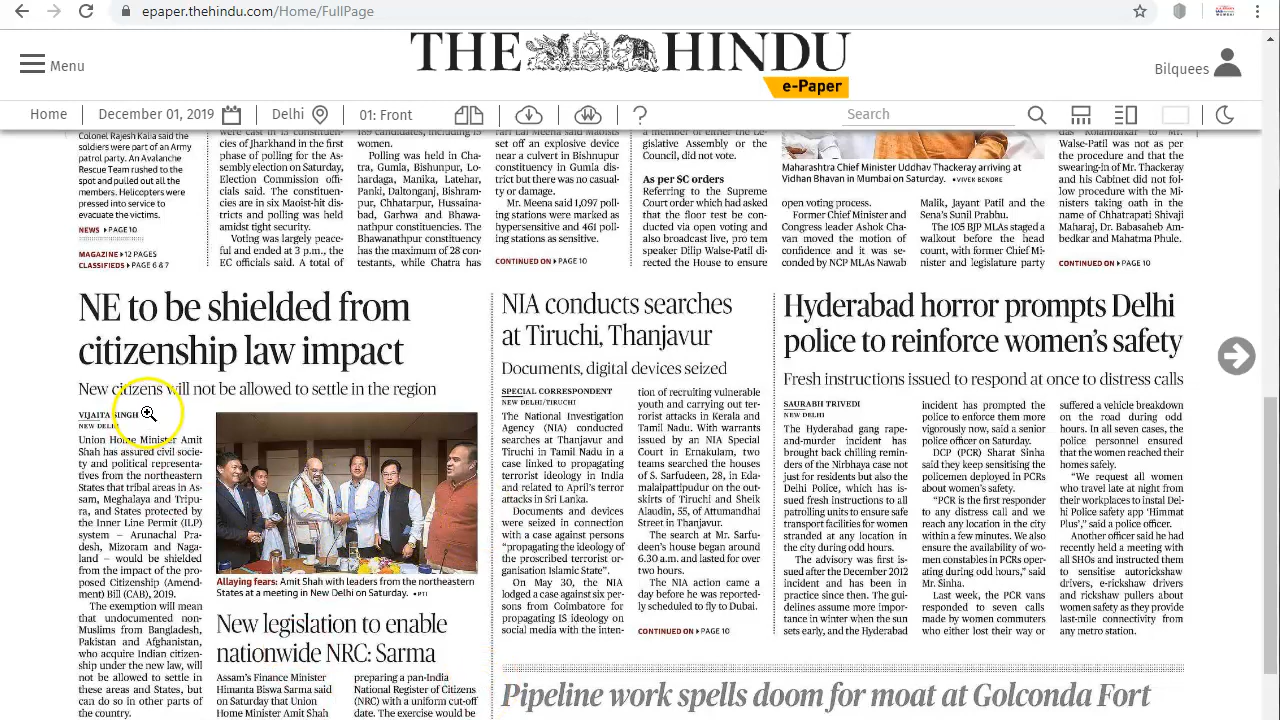 epaper.thehindu.com/Home/FullPage
Menu
THE HINDU
e-Paper
Bilquees
Home
December 01, 2019
Delhi
01: Front
?
Search
Colonel Rajesh Kalia said the
soldiers were part of an Army
patrol party. An Avalanche
Rescue Team rushed to the
spot and pulled out all the
members. Helicopters were
pressed into service to
evacuate the victims.
NEWS PAGE 10
MAGAZINE 12 PAGES
CLASSIFIEDS PAGE 6 & 7
were cast in 13 constituen-
cies of Jharkhand in the first
phase of polling for the As-
sembly election on Saturday,
Election Commission offi-
cials said. The constituen-
cies are in six Maoist-hit dis-
tricts and polling was held
amidst tight security.
Voting was largely peace-
ful and ended at 3 p.m., the
EC officials said. A total of
189 candidates, including 15
women.
Polling was held in Cha-
tra, Gumla, Bishunpur, Lo-
hardaga, Manika, Latehar,
Panki, Daltonganj, Bishram-
pur, Chhatarpur, Hussaina-
bad, Garhwa and Bhawa-
nathpur constituencies. The
Bhawanathpur constituency
has the maximum of 28 con-
testants, while Chatra has
fari Lal Meena said Maoists
set off an explosive device
near a culvert in Bishnupur
constituency in Gumla dis-
trict but there was no casual-
ty or damage.
Mr. Meena said 1,097 poll-
ing stations were marked as
hypersensitive and 461 poll-
ing stations as sensitive.
CONTINUED ON PAGE 10
a member of either the Le-
gislative Assembly or the
Council, did not vote.
As per SC orders
Referring to the Supreme
Court order which had asked
that the floor test be con-
ducted via open voting and
also broadcast live, pro tem
speaker Dilip Walse-Patil di-
rected the House to ensure
Maharashtra Chief Minister Uddhav Thackeray arriving at
Vidhan Bhavan in Mumbai on Saturday. • VIVEK BENDRE
open voting process.
Former Chief Minister and
Congress leader Ashok Cha-
van moved the motion of
confidence and it was se-
conded by NCP MLAs Nawab
Malik, Jayant Patil and the
Sena's Sunil Prabhu.
The 105 BJP MLAs staged a
walkout before the head
count, with former Chief Mi-
nister and legislature party
das Kolambkar to Mr.
Walse-Patil was not as per
the procedure and that the
swearing-in of Mr. Thackeray
and his Cabinet did not fol-
low procedure with the Mi-
nisters taking oath in the
name of Chhatrapati Shivaji
Maharaj, Dr. Babasaheb Am-
bedkar and Mahatma Phule.
CONTINUED ON PAGE 10
NE to be shielded from
citizenship law impact
New citizens will not be allowed to settle in the region
VIJAITA SINGH
NEW DELHI
Union Home Minister Amit
Shah has assured civil socie-
ty and political representa-
tives from the northeastern
States that tribal areas in As-
sam, Meghalaya and Tripu-
ra, and States protected by
the Inner Line Permit (ILP)
system – Arunachal Pra-
desh, Mizoram and Naga-
land – would be shielded
from the impact of the pro-
posed Citizenship (Amend-
ment) Bill (CAB), 2019.
The exemption will mean
that undocumented non-
Muslims from Bangladesh,
Pakistan and Afghanistan,
who acquire Indian citizen-
ship under the new law, will
not be allowed to settle in
these areas and States, but
can do so in other parts of
the country.
Allaying fears: Amit Shah with leaders from the northeastern
States at a meeting in New Delhi on Saturday. • PTI
New legislation to enable
nationwide NRC: Sarma
Assam's Finance Minister
Himanta Biswa Sarma said
on Saturday that Union
Home Minister Amit Shah
preparing a pan-India
National Register of Citizens
(NRC) with a uniform cut-off
date. The exercise would be
NIA conducts searches
at Tiruchi, Thanjavur
Documents, digital devices seized
SPECIAL CORRESPONDENT
NEW DELHI/TIRUCHI
The National Investigation
Agency (NIA) conducted
searches at Thanjavur and
Tiruchi in Tamil Nadu in a
case linked to propagating
terrorist ideology in India
and related to April's terror
attacks in Sri Lanka.
Documents and devices
were seized in connection
with a case against persons
“propagating the ideology of
the proscribed terrorist or-
ganisation Islamic State”.
On May 30, the NIA
lodged a case against six per-
sons from Coimbatore for
propagating IS ideology on
social media with the inten-
tion of recruiting vulnerable
youth and carrying out ter-
rorist attacks in Kerala and
Tamil Nadu. With warrants
issued by an NIA Special
Court in Ernakulam, two
teams searched the houses
of S. Sarfudeen, 28, in Eda-
malaipattipudur on the out-
skirts of Tiruchi and Sheik
Alaudin, 55, of Attumandhai
Street in Thanjavur.
The search at Mr. Sarfu-
deen's house began around
6.30 a.m. and lasted for over
two hours.
The NIA action came a
day before he was reported-
ly scheduled to fly to Dubai.
CONTINUED ON PAGE 10
Hyderabad horror prompts Delhi
police to reinforce women's safety
Fresh instructions issued to respond at once to distress calls
SAURABH TRIVEDI
NEW DELHI
The Hyderabad gang rape-
and-murder incident has
brought back chilling remin-
ders of the Nirbhaya case not
just for residents but also the
Delhi Police, which has is-
sued fresh instructions to all
patrolling units to ensure safe
transport facilities for women
stranded at any location in
the city during odd hours.
The advisory was first is-
sued after the December 2012
incident and has been in
practice since then. The gui-
delines assume more impor-
tance in winter when the sun
sets early, and the Hyderabad
incident has prompted the
police to enforce them more
vigorously now, said a senior
police officer on Saturday.
DCP (PCR) Sharat Sinha
said they keep sensitising the
policemen deployed in PCRs
about women's safety.
“PCR is the first responder
to any distress call and we
reach any location in the city
within a few minutes. We also
ensure the availability of wo-
men constables in PCRs oper-
ating during odd hours,” said
Mr. Sinha.
Last week, the PCR vans
responded to seven calls
made by women commuters
who either lost their way or
suffered a vehicle breakdown
on the road during odd
hours. In all seven cases, the
police personnel ensured
that the women reached their
homes safely.
“We request all women
who travel late at night from
their workplaces to instal Del-
hi Police safety app ‘Himmat
Plus’,” said a police officer.
Another officer said he had
recently held a meeting with
all SHOs and instructed them
to sensitise autorickshaw
drivers, e-rickshaw drivers
and rickshaw pullers about
women safety as they provide
last-mile connectivity from
any metro station.
Pipeline work spells doom for moat at Golconda Fort